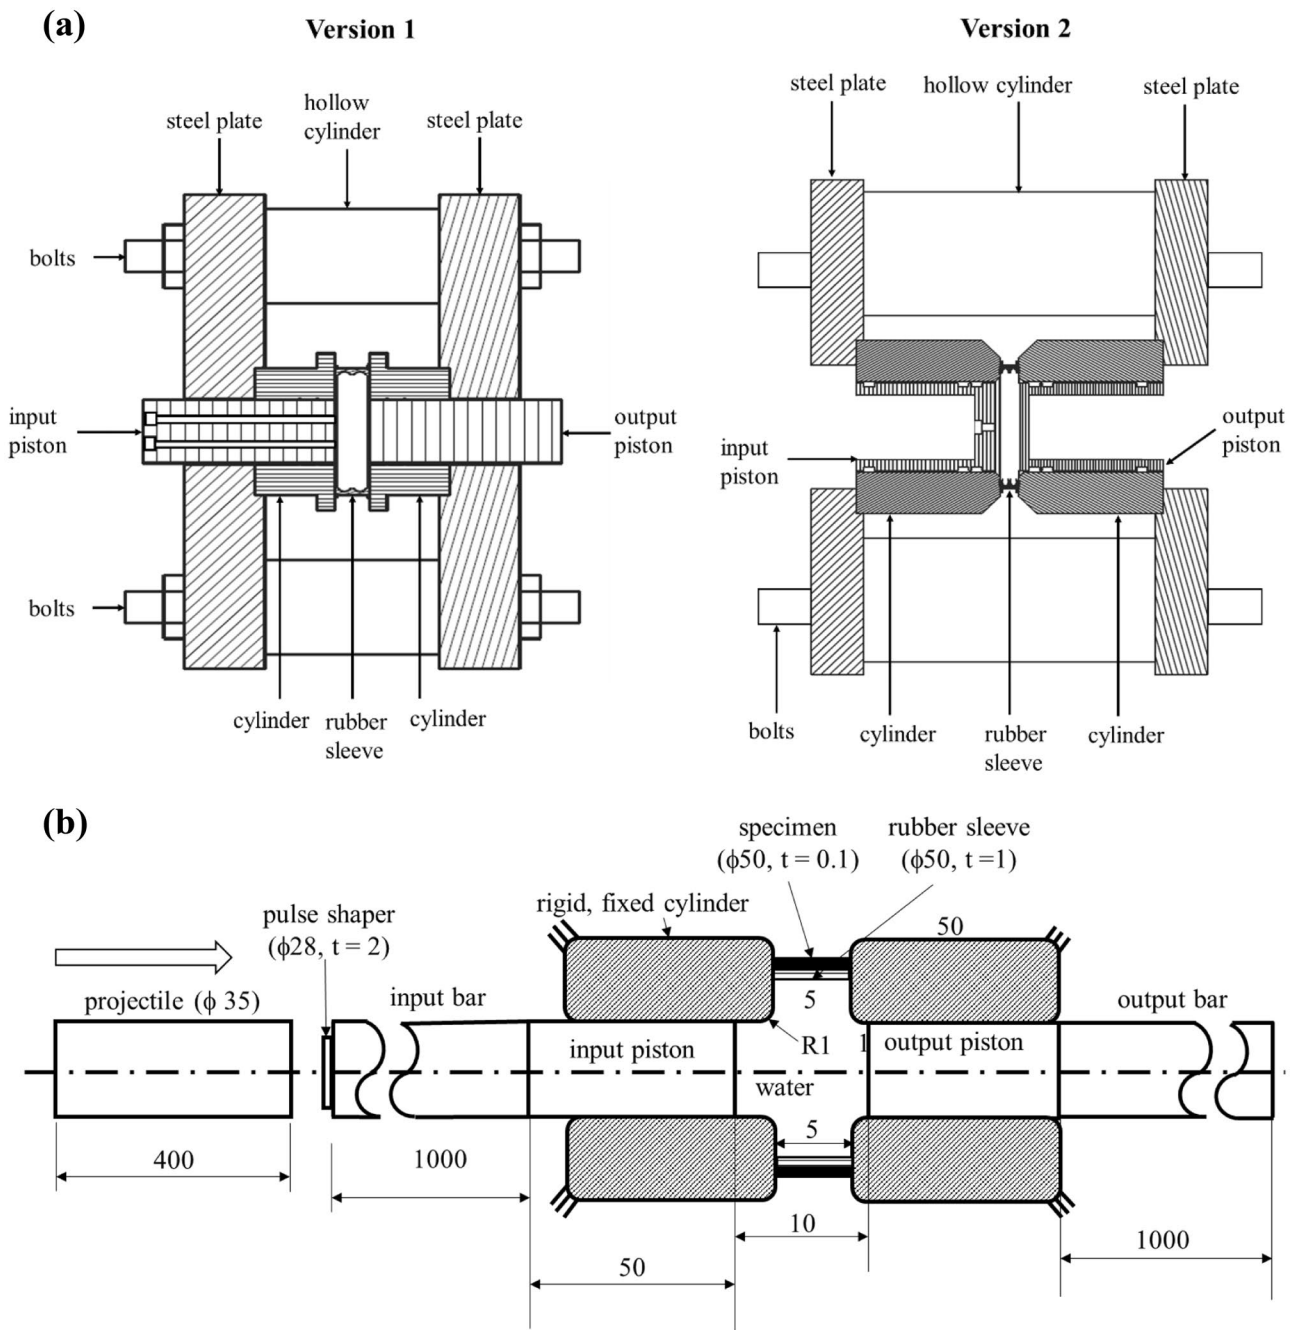 (a)
Version 1
Version 2
steel plate
hollow
cylinder
steel plate
steel plate
hollow cylinder
steel plate
bolts
input
piston
output
piston
input
piston
output
piston
bolts
cylinder
rubber
sleeve
cylinder
bolts
cylinder
rubber
sleeve
cylinder
(b)
specimen
(ϕ50, t = 0.1)
rubber sleeve
(ϕ50, t =1)
rigid, fixed cylinder
50
pulse shaper
(ϕ28, t = 2)
projectile (ϕ 35)
input bar
5
output bar
input piston
R1
1
output piston
water
5
400
1000
10
50
1000